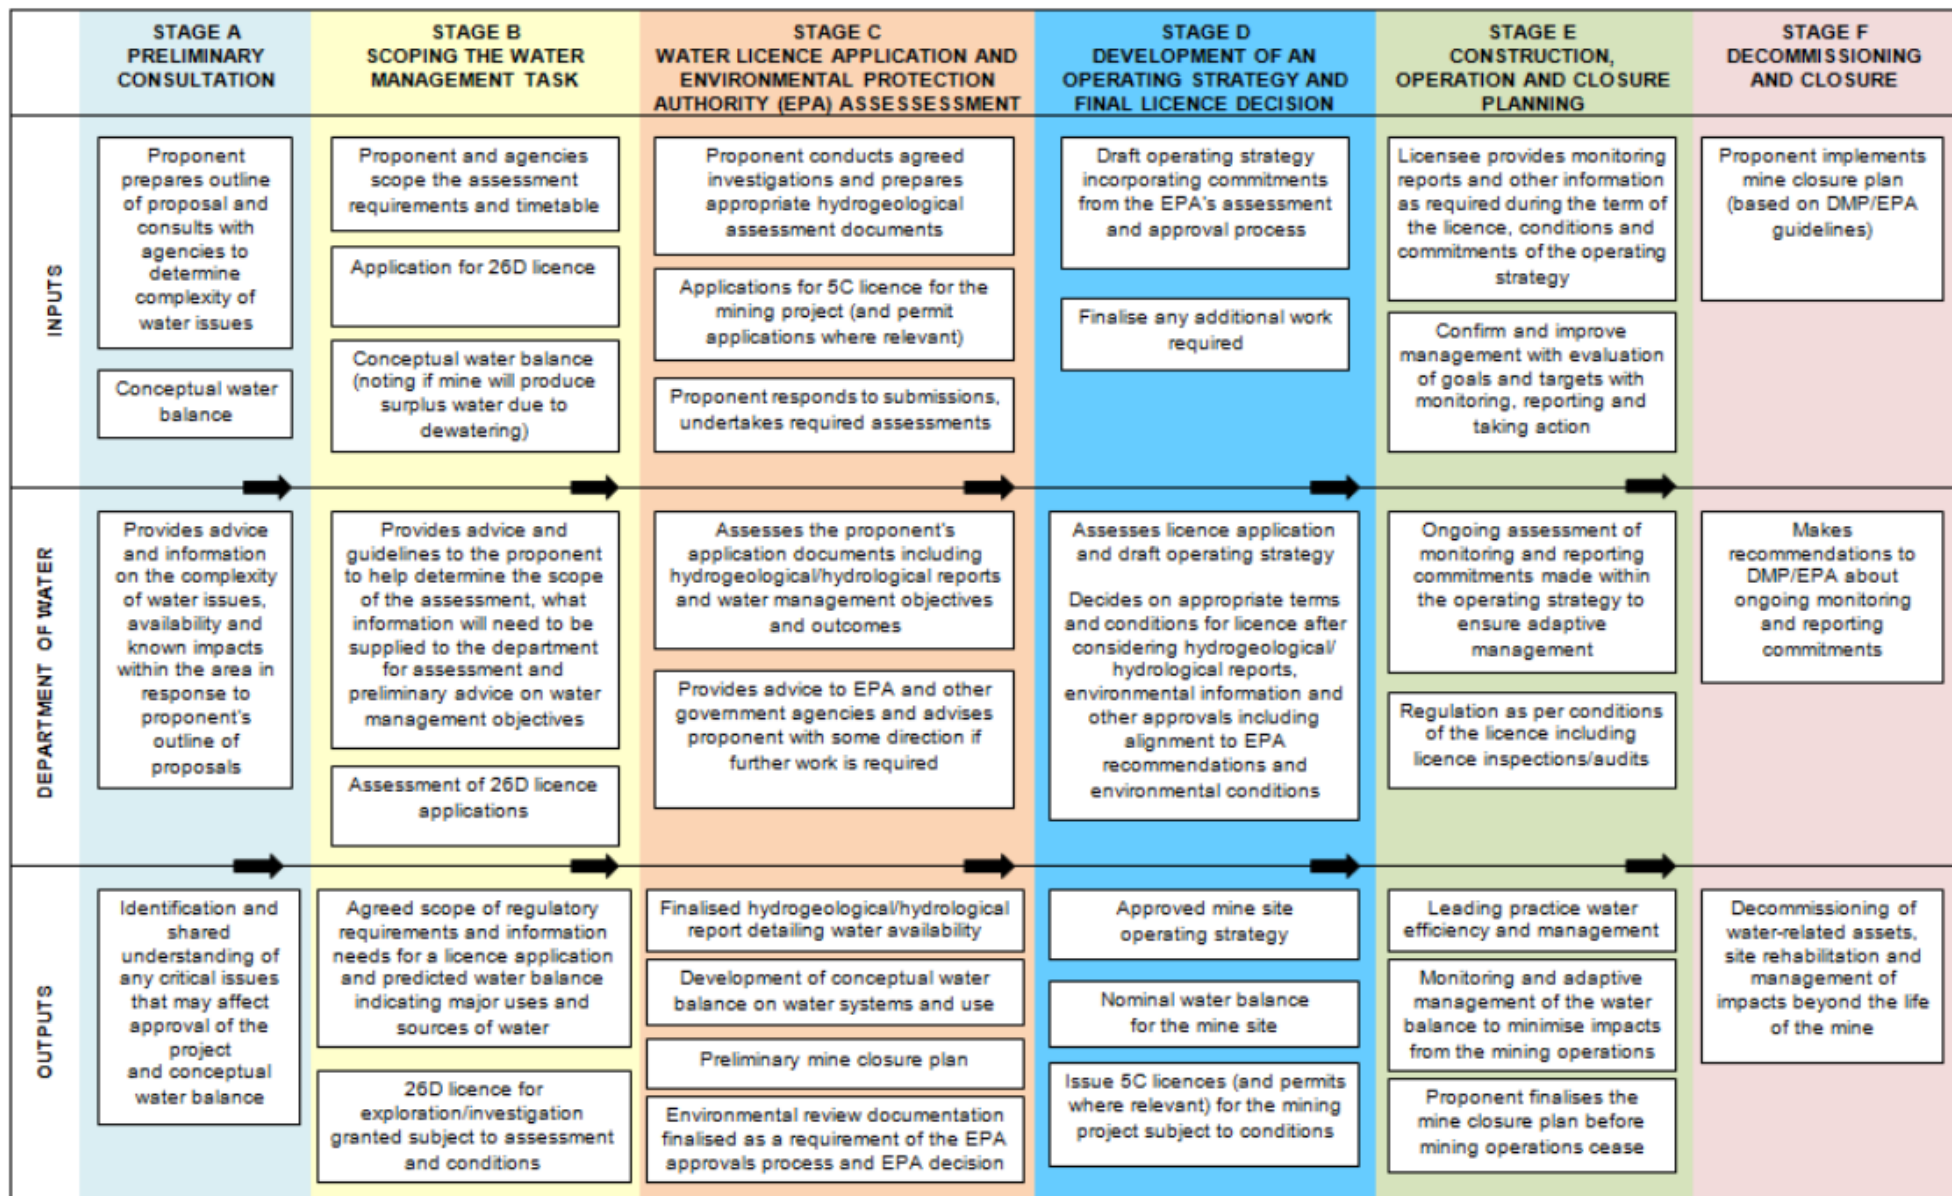 STAGE A
PRELIMINARY
CONSULTATION
STAGE B
SCOPING THE WATER
MANAGEMENT TASK
STAGE C
WATER LICENCE APPLICATION AND
ENVIRONMENTAL PROTECTION
AUTHORITY (EPA) ASSESSESSMENT
STAGE D
DEVELOPMENT OF AN
OPERATING STRATEGY AND
FINAL LICENCE DECISION
STAGE E
CONSTRUCTION,
OPERATION AND CLOSURE
PLANNING
STAGE F
DECOMMISSIONING
AND CLOSURE
INPUTS
Proponent
prepares outline
of proposal and
consults with
agencies to
determine
complexity of
water issues
Conceptual water
balance
Proponent and agencies
scope the assessment
requirements and timetable
Application for 26D licence
Conceptual water balance
(noting if mine will produce
surplus water due to
dewatering)
Proponent conducts agreed
investigations and prepares
appropriate hydrogeological
assessment documents
Applications for 5C licence for the
mining project (and permit
applications where relevant)
Proponent responds to submissions,
undertakes required assessments
Draft operating strategy
incorporating commitments
from the EPA's assessment
and approval process
Finalise any additional work
required
Licensee provides monitoring
reports and other information
as required during the term of
the licence, conditions and
commitments of the operating
strategy
Confirm and improve
management with evaluation
of goals and targets with
monitoring, reporting and
taking action
Proponent implements
mine closure plan
(based on DMP/EPA
guidelines)
DEPARTMENT OF WATER
Provides advice
and information
on the complexity
of water issues,
availability and
known impacts
within the area in
response to
proponent's
outline of
proposals
Provides advice and
guidelines to the proponent
to help determine the scope
of the assessment, what
information will need to be
supplied to the department
for assessment and
preliminary advice on water
management objectives
Assessment of 26D licence
applications
Assesses the proponent's
application documents including
hydrogeological/hydrological reports
and water management objectives
and outcomes
Provides advice to EPA and other
government agencies and advises
proponent with some direction if
further work is required
Assesses licence application
and draft operating strategy
Decides on appropriate terms
and conditions for licence after
considering hydrogeological/
hydrological reports,
environmental information and
other approvals including
alignment to EPA
recommendations and
environmental conditions
Ongoing assessment of
monitoring and reporting
commitments made within
the operating strategy to
ensure adaptive
management
Regulation as per conditions
of the licence including
licence inspections/audits
Makes
recommendations to
DMP/EPA about
ongoing monitoring
and reporting
commitments
OUTPUTS
Identification and
shared
understanding of
any critical issues
that may affect
approval of the
project
and conceptual
water balance
Agreed scope of regulatory
requirements and information
needs for a licence application
and predicted water balance
indicating major uses and
sources of water
26D licence for
exploration/investigation
granted subject to assessment
and conditions
Finalised hydrogeological/hydrological
report detailing water availability
Development of conceptual water
balance on water systems and use
Preliminary mine closure plan
Environmental review documentation
finalised as a requirement of the EPA
approvals process and EPA decision
Approved mine site
operating strategy
Nominal water balance
for the mine site
Issue 5C licences (and permits
where relevant) for the mining
project subject to conditions
Leading practice water
efficiency and management
Monitoring and adaptive
management of the water
balance to minimise impacts
from the mining operations
Proponent finalises the
mine closure plan before
mining operations cease
Decommissioning of
water-related assets,
site rehabilitation and
management of
impacts beyond the life
of the mine